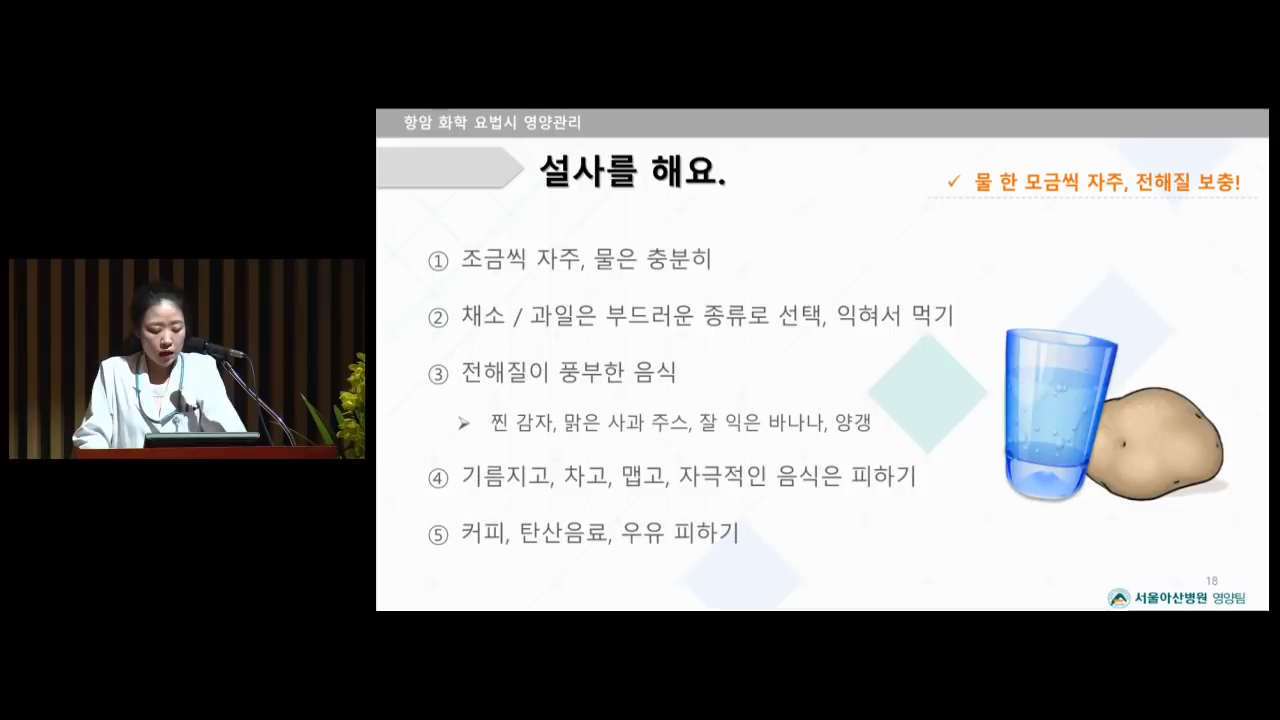 항암 화학 요법시 영양관리
설사를 해요.
✓ 물 한 모금씩 자주, 전해질 보충!
① 조금씩 자주, 물은 충분히
② 채소 / 과일은 부드러운 종류로 선택, 익혀서 먹기
③ 전해질이 풍부한 음식
➢ 찐 감자, 맑은 사과 주스, 잘 익은 바나나, 양갱
④ 기름지고, 차고, 맵고, 자극적인 음식은 피하기
⑤ 커피, 탄산음료, 우유 피하기
18
서울아산병원 영양팀